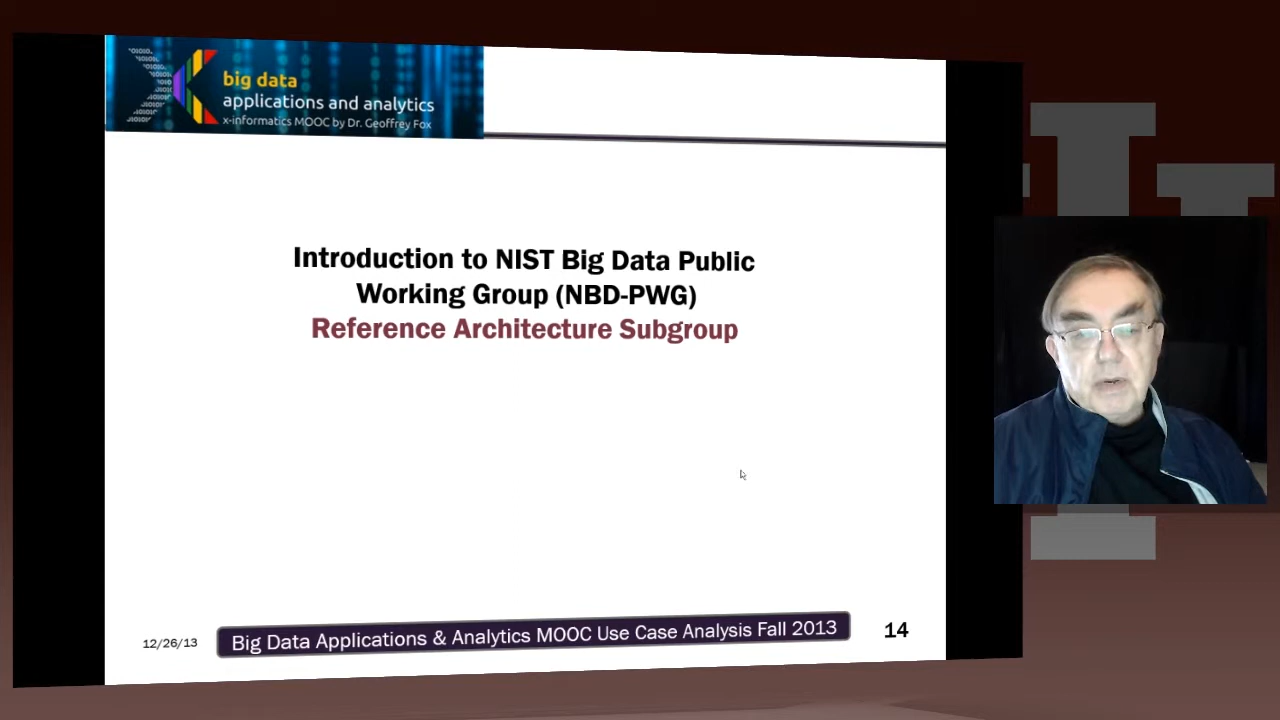 big data
applications and analytics
x-informatics MOOC by Dr. Geoffrey Fox
Introduction to NIST Big Data Public
Working Group (NBD-PWG)
Reference Architecture Subgroup
12/26/13
Big Data Applications & Analytics MOOC Use Case Analysis Fall 2013
14